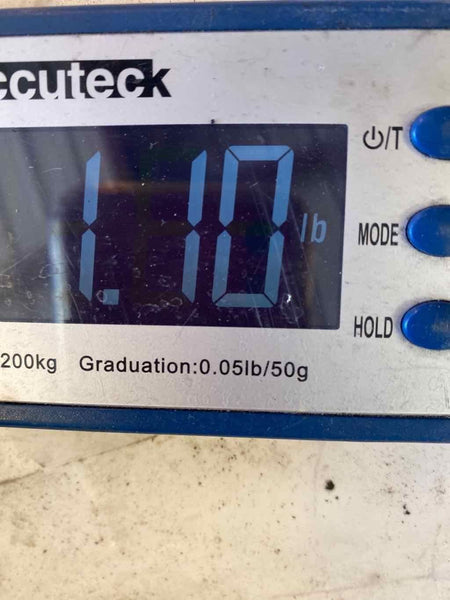 ccuteck
⏻/T
1.10 lb
MODE
HOLD
200kg Graduation:0.05lb/50g